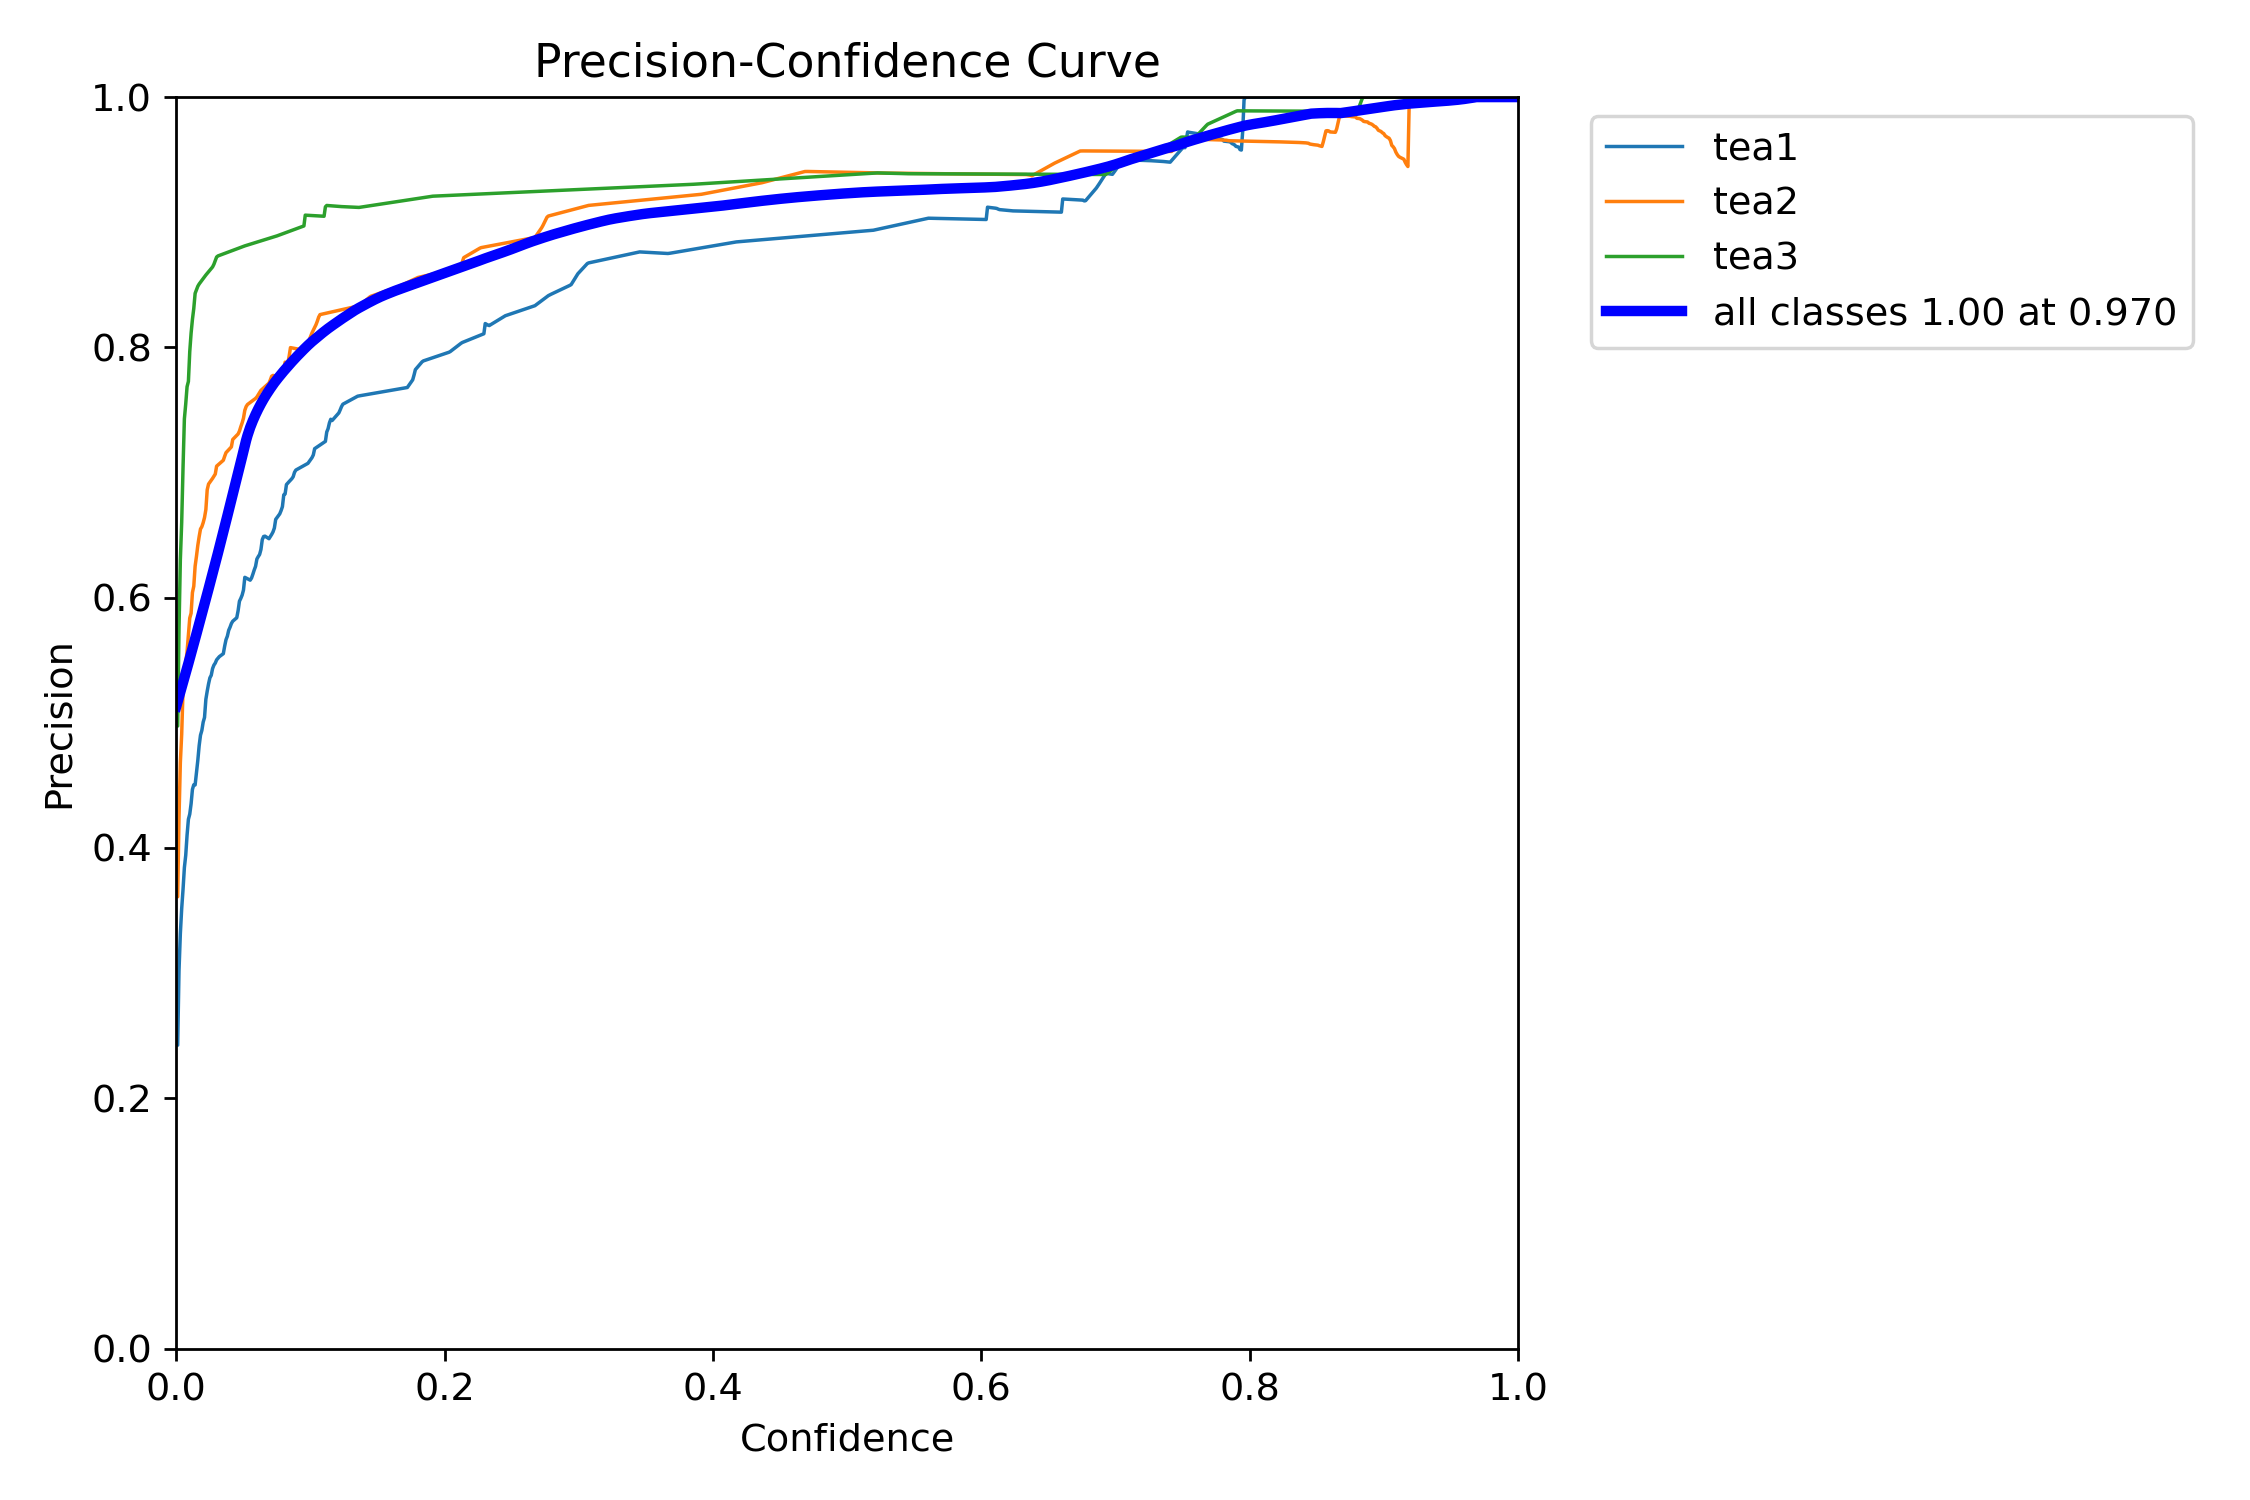 Precision-Confidence Curve
1.0
0.8
0.6
0.4
0.2
0.0
Precision
0.0 0.2 0.4 0.6 0.8 1.0
Confidence
tea1
tea2
tea3
all classes 1.00 at 0.970